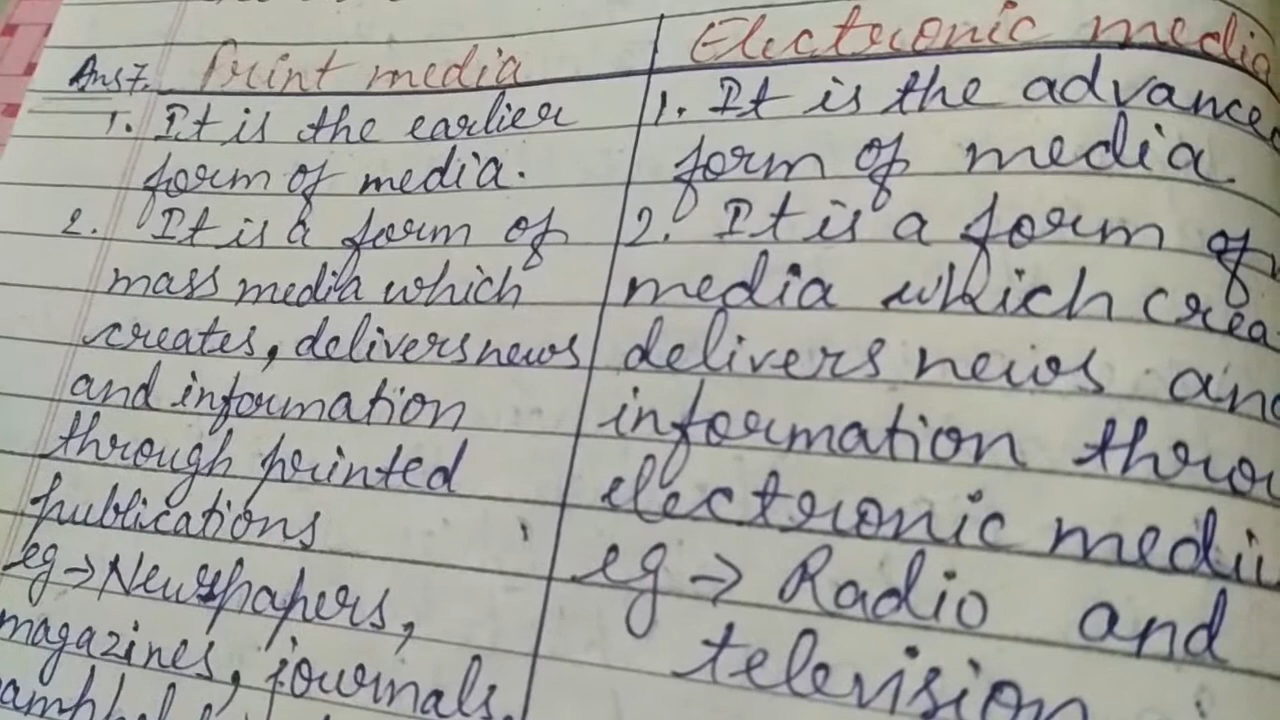 Ans7. Print media
1. It is the earlier
form of media.
2. It is a form of
mass media which
creates, delivers news
and information
through printed
publications
eg → Newspapers,
magazines, journals,
Electronic media
1. It is the advance
form of media
2. It is a form of
media which crea
delivers news and
information throu
electronic mediu
eg → Radio and
television